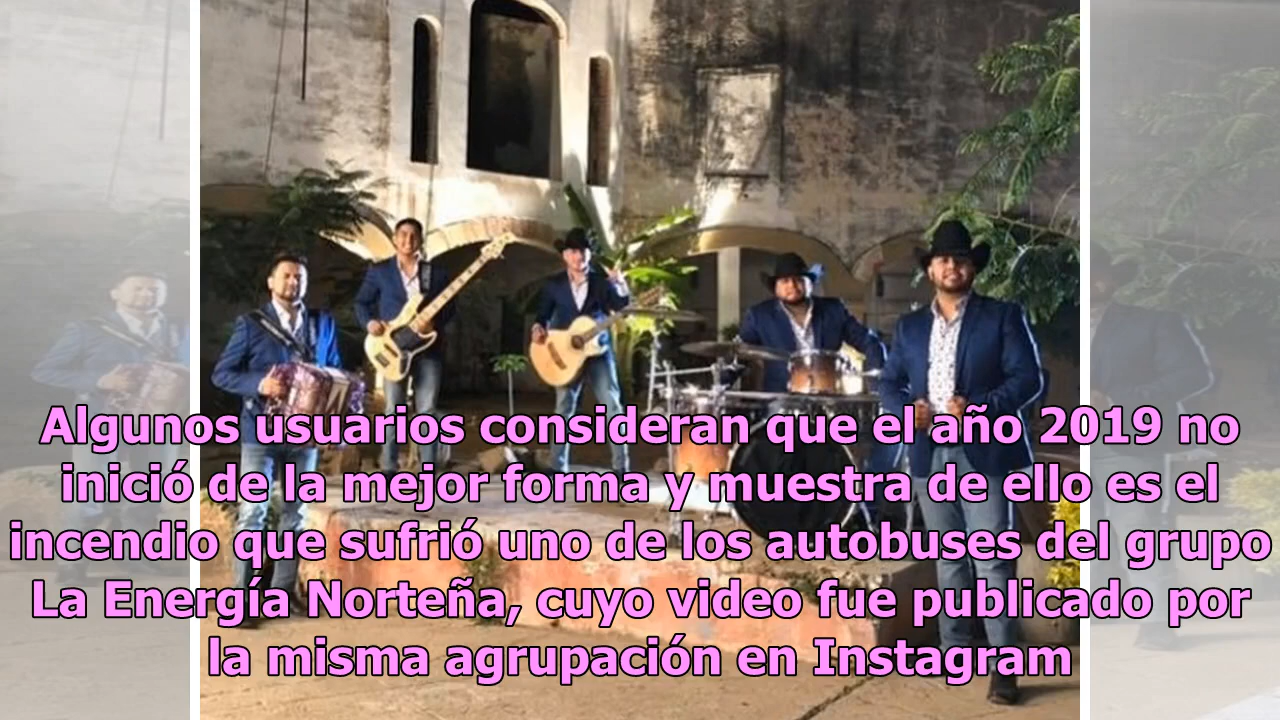 Algunos usuarios consideran que el año 2019 no
inició de la mejor forma y muestra de ello es el
incendio que sufrió uno de los autobuses del grupo
La Energía Norteña, cuyo video fue publicado por
la misma agrupación en Instagram